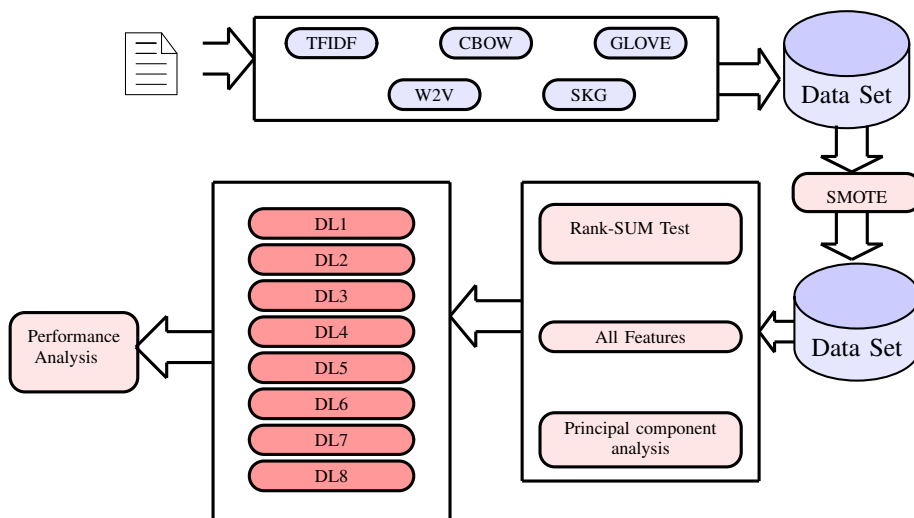 TFIDF
CBOW
GLOVE
W2V
SKG
Data Set
SMOTE
Data Set
Rank-SUM Test
All Features
Principal component
analysis
DL1
DL2
DL3
DL4
DL5
DL6
DL7
DL8
Performance
Analysis